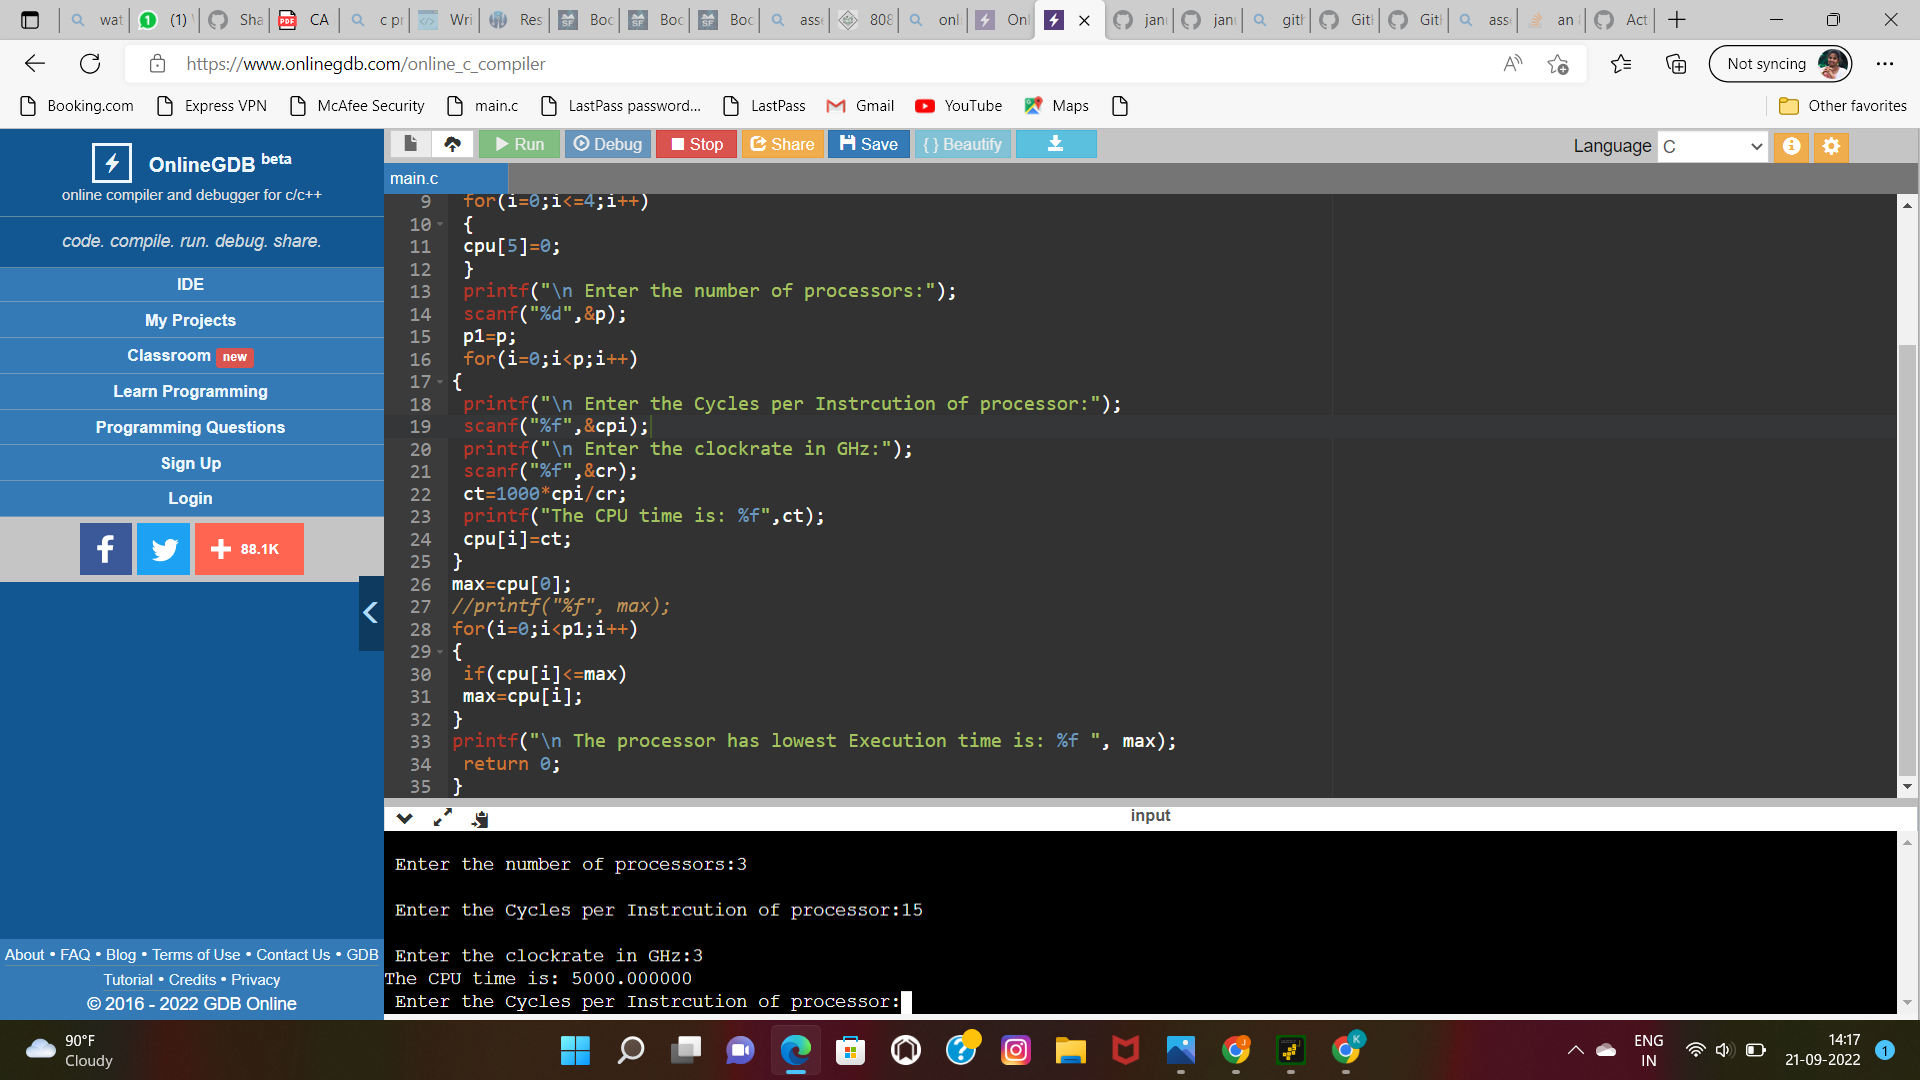 wat
(1)
Sha
CA
c pr
Wri
Res
Boc
Boc
Boc
asse
808
onli
Onl
janu
janu
gith
Git
Git
asse
an
Act
https://www.onlinegdb.com/online_c_compiler
Not syncing
Booking.com
Express VPN
McAfee Security
main.c
LastPass password...
LastPass
Gmail
YouTube
Maps
Other favorites
OnlineGDB beta
online compiler and debugger for c/c++
code. compile. run. debug. share.
IDE
My Projects
Classroom new
Learn Programming
Programming Questions
Sign Up
Login
88.1K
About • FAQ • Blog • Terms of Use • Contact Us • GDB
Tutorial • Credits • Privacy
© 2016 - 2022 GDB Online
Run
Debug
Stop
Share
Save
{ } Beautify
Language C
main.c
9 for(i=0;i<=4;i++)
10 {
11 cpu[5]=0;
12 }
13 printf("\n Enter the number of processors:");
14 scanf("%d",&p);
15 p1=p;
16 for(i=0;i<p;i++)
17 {
18 printf("\n Enter the Cycles per Instrcution of processor:");
19 scanf("%f",&cpi);
20 printf("\n Enter the clockrate in GHz:");
21 scanf("%f",&cr);
22 ct=1000*cpi/cr;
23 printf("The CPU time is: %f",ct);
24 cpu[i]=ct;
25 }
26 max=cpu[0];
27 //printf("%f", max);
28 for(i=0;i<p1;i++)
29 {
30 if(cpu[i]<=max)
31 max=cpu[i];
32 }
33 printf("\n The processor has lowest Execution time is: %f ", max);
34 return 0;
35 }
input
Enter the number of processors:3
Enter the Cycles per Instrcution of processor:15
Enter the clockrate in GHz:3
The CPU time is: 5000.000000
Enter the Cycles per Instrcution of processor:
90°F
Cloudy
ENG
IN
14:17
21-09-2022
1